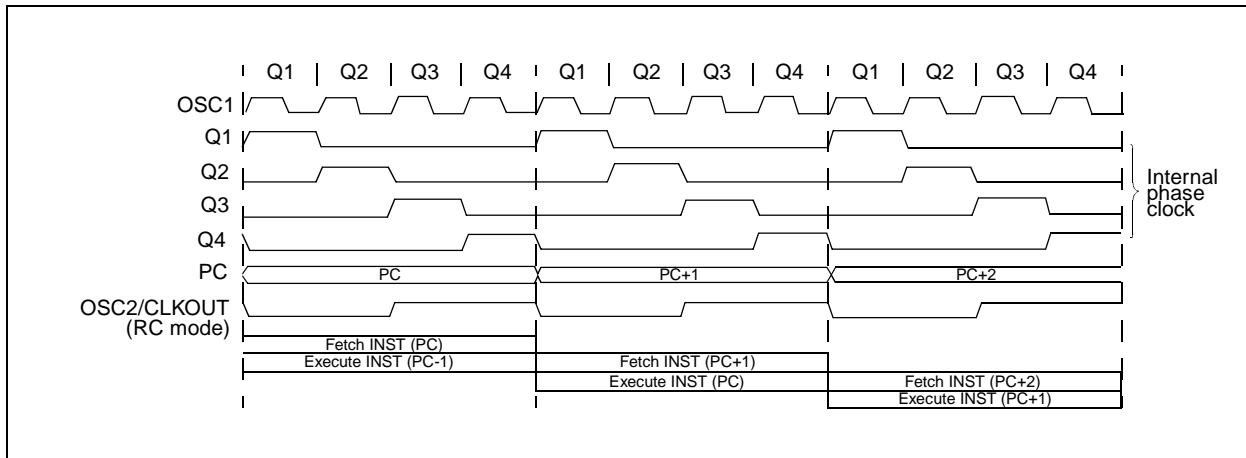 Q1 Q2 Q3 Q4 Q1 Q2 Q3 Q4 Q1 Q2 Q3 Q4
OSC1
Q1
Q2
Q3
Q4
PC
PC PC+1 PC+2
OSC2/CLKOUT
(RC mode)
Internal
phase
clock
Fetch INST (PC)
Execute INST (PC-1) Fetch INST (PC+1)
Execute INST (PC) Fetch INST (PC+2)
Execute INST (PC+1)